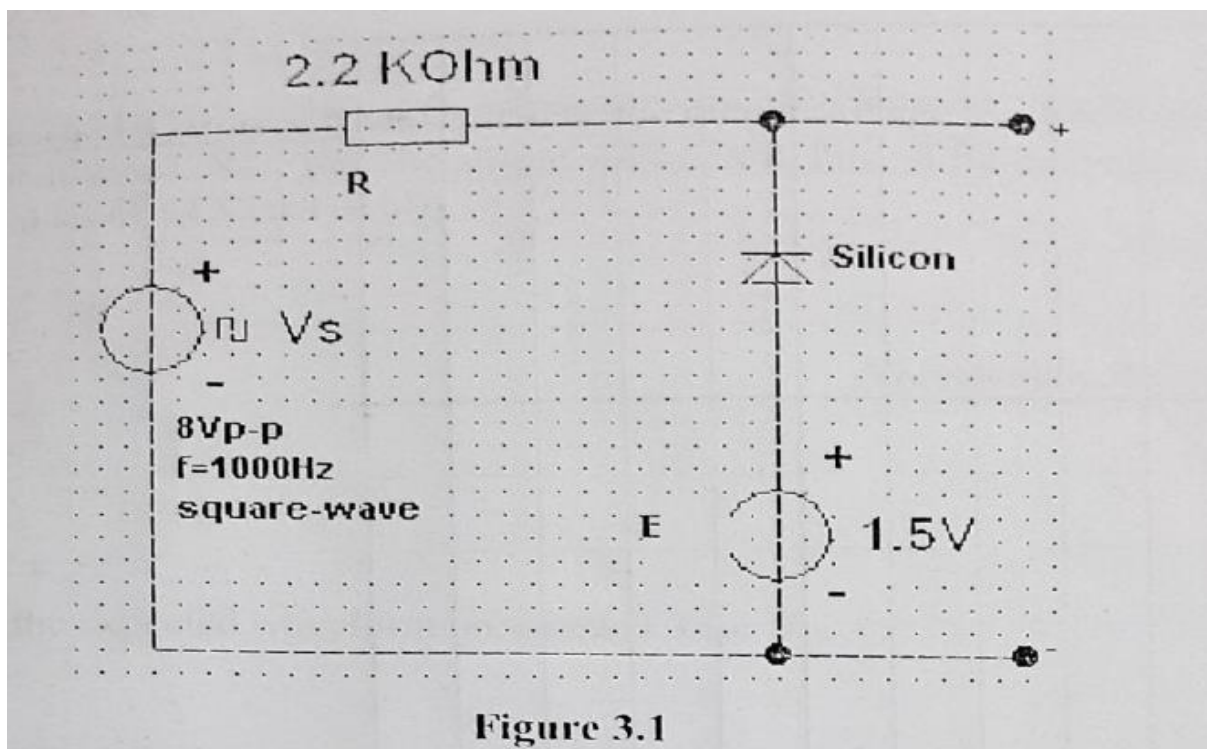 2.2 KOhm
R
+
Silicon
+
Vs
-
8Vp-p
f=1000Hz
square-wave
+
E
1.5V
-
-
Figure 3.1